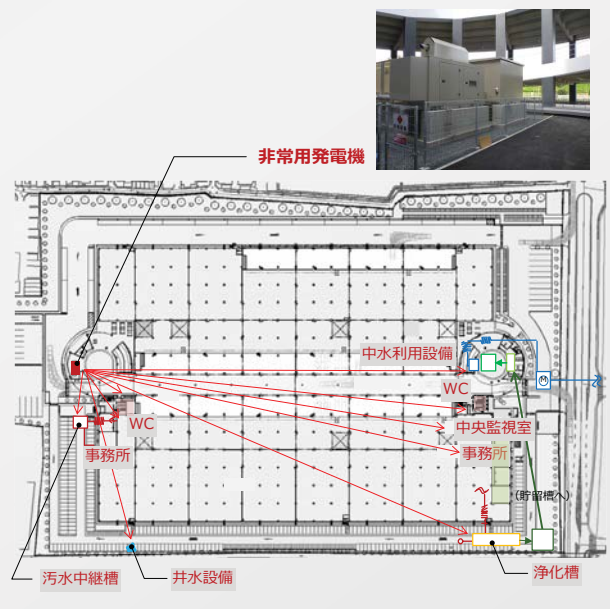 非常用発電機
中水利用設備
WC
WC
中央監視室
事務所
事務所
(貯留槽へ)
M
汚水中継槽
井水設備
浄化槽